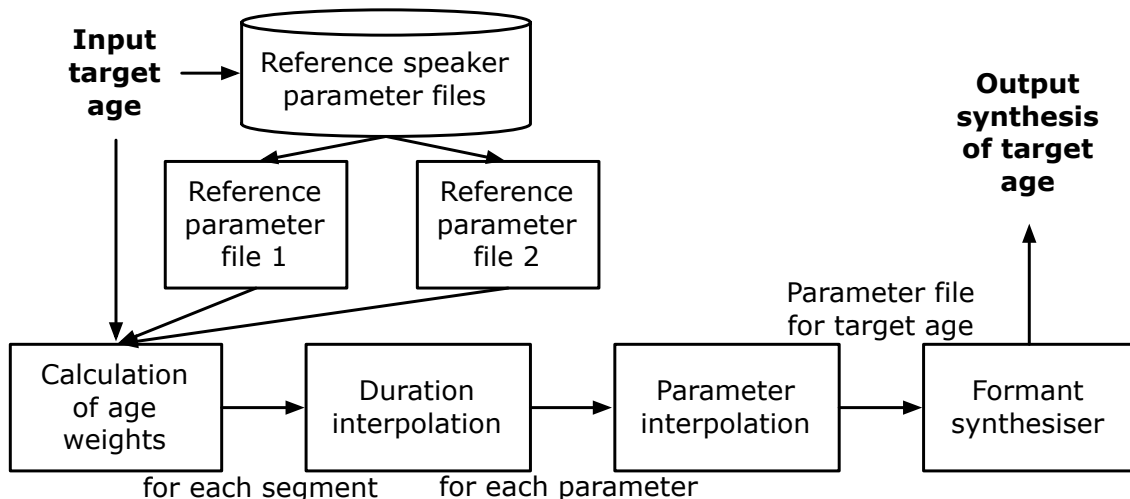 Input
target
age
Reference speaker
parameter files
Output
synthesis
of target
age
Reference
parameter
file 1
Reference
parameter
file 2
Parameter file
for target age
Calculation
of age
weights
Duration
interpolation
Parameter
interpolation
Formant
synthesiser
for each segment
for each parameter